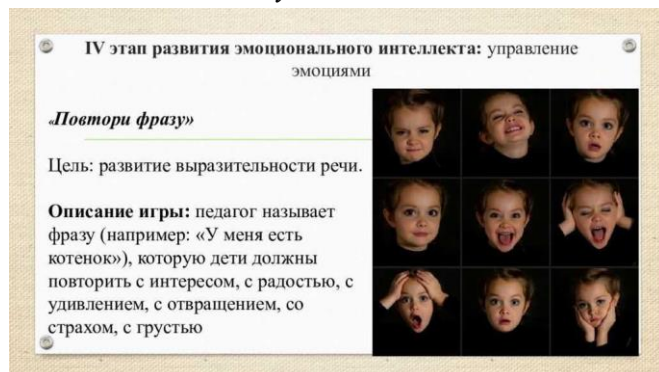 IV этап развития эмоционального интеллекта: управление
эмоциями
«Повтори фразу»
Цель: развитие выразительности речи.
Описание игры: педагог называет
фразу (например: «У меня есть
котенок»), которую дети должны
повторить с интересом, с радостью, с
удивлением, с отвращением, со
страхом, с грустью